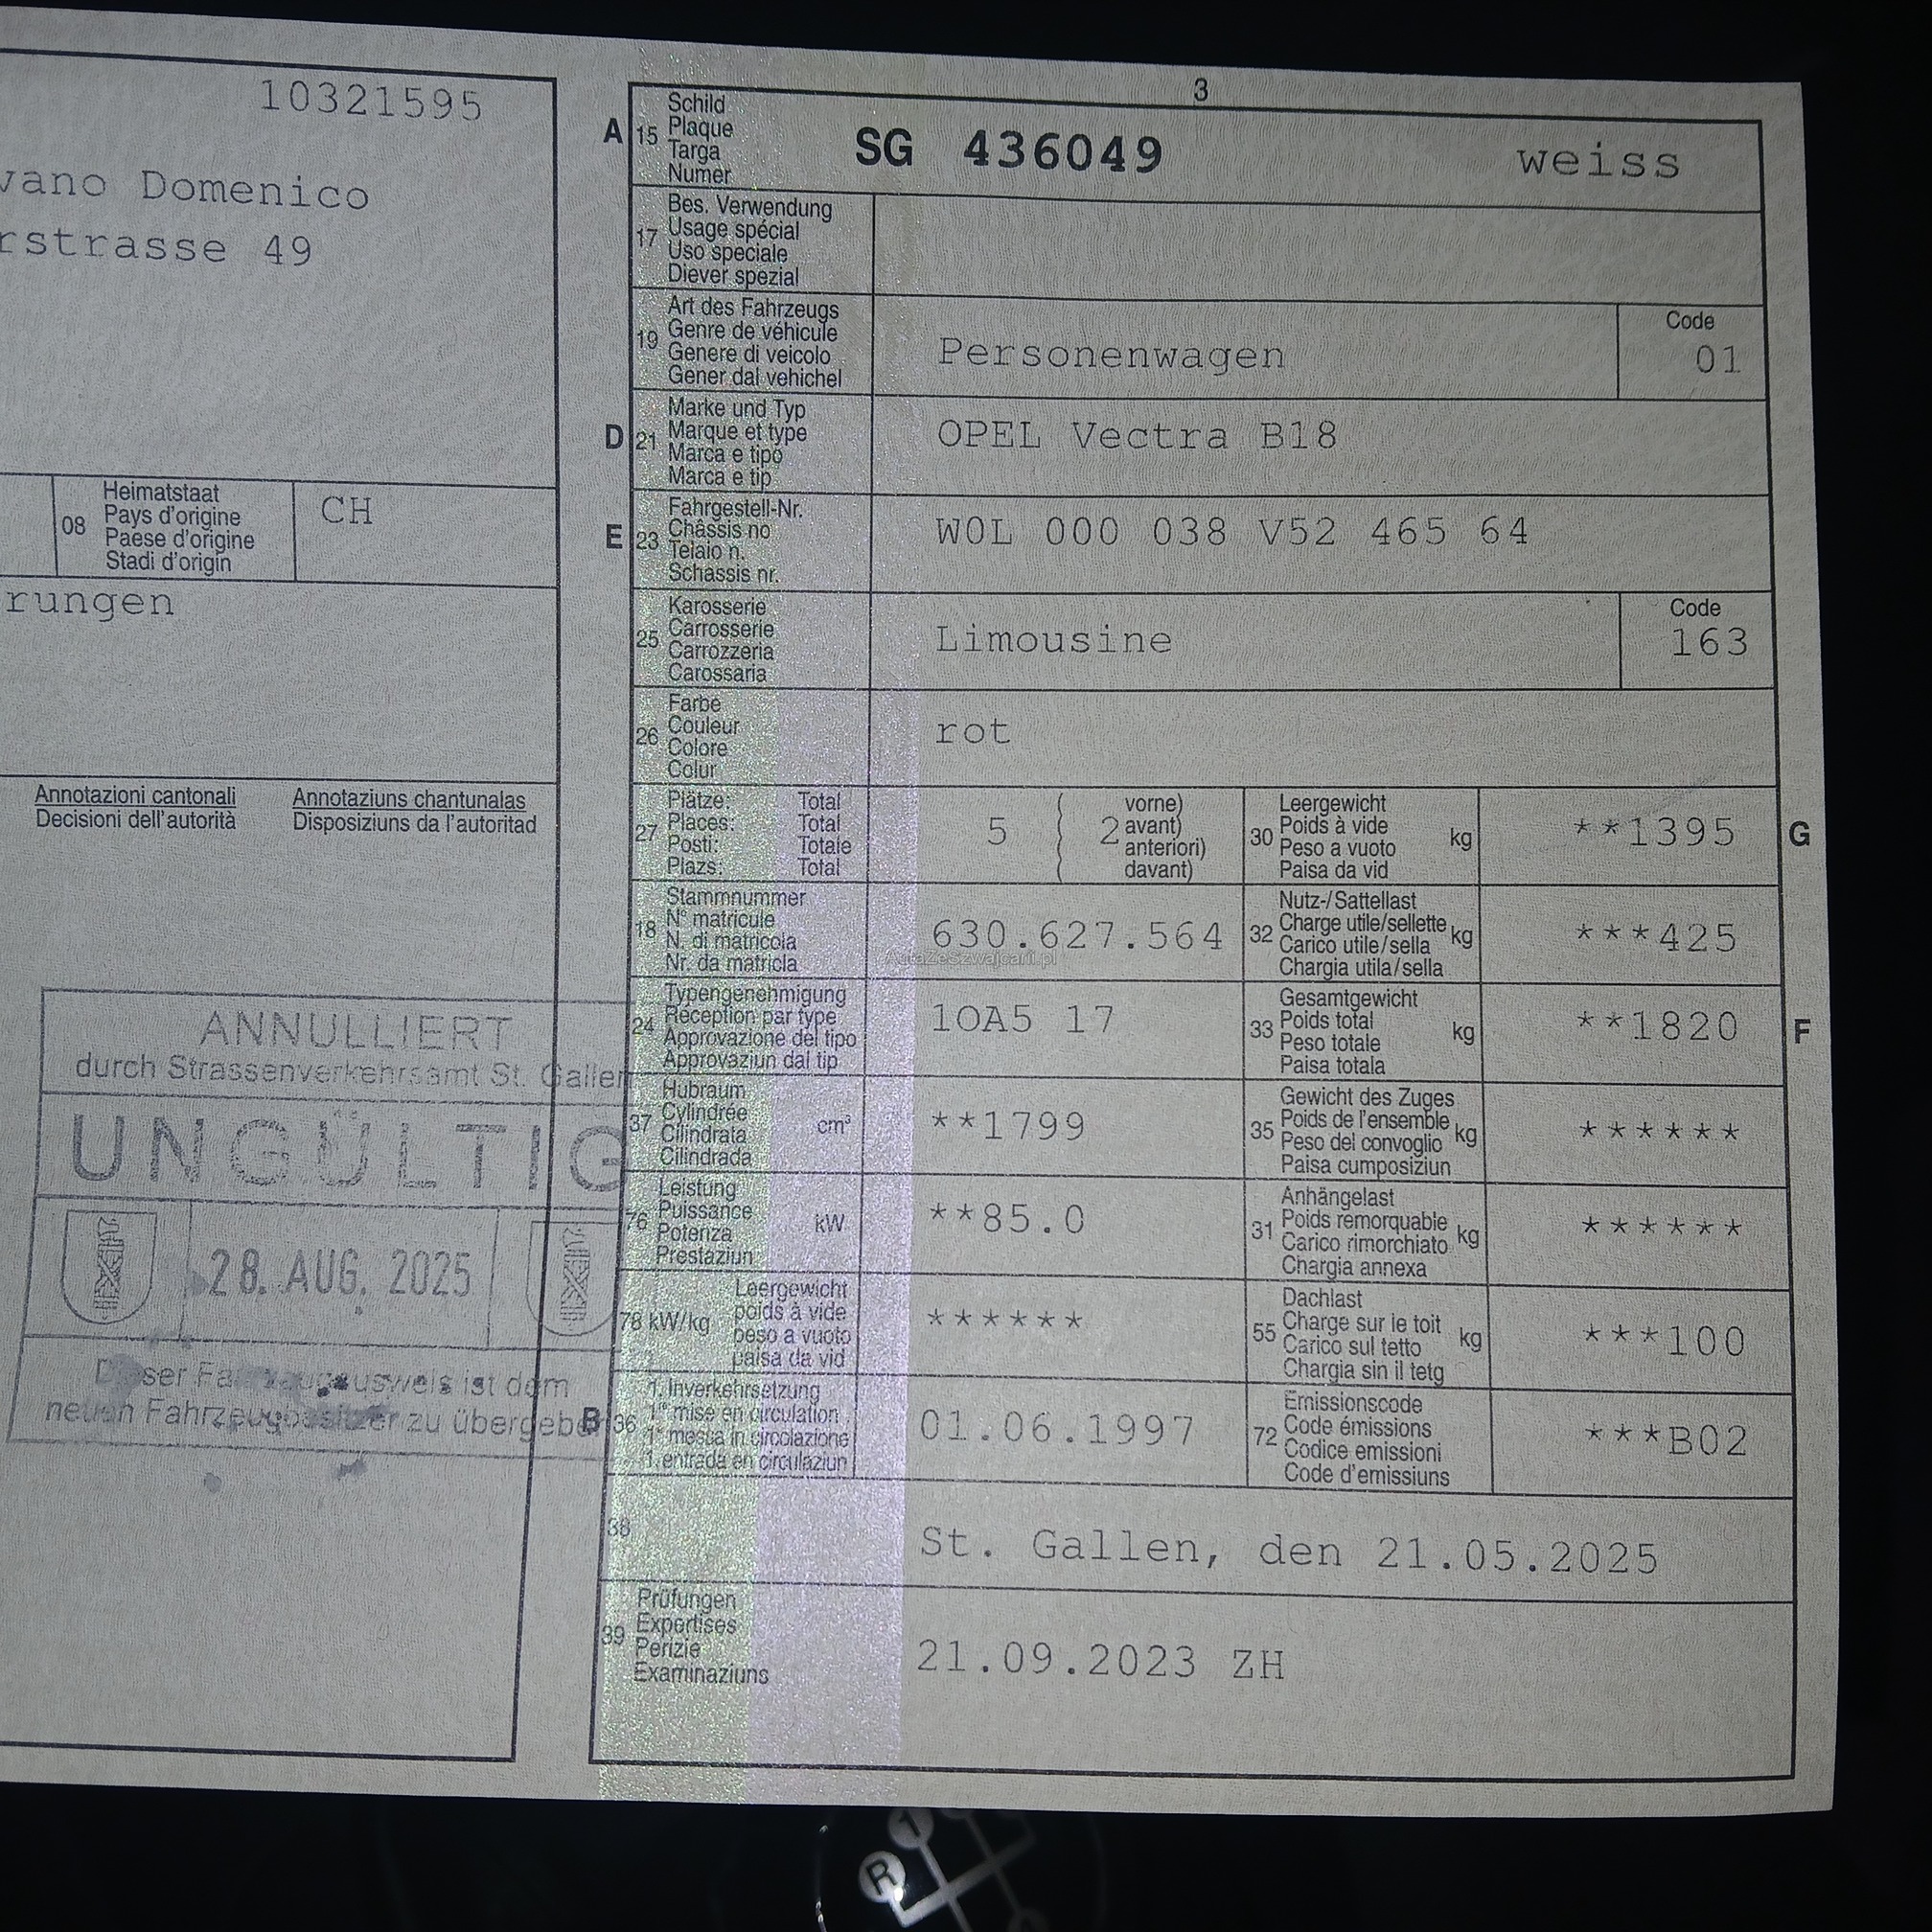 10321595
vano Domenico
rstrasse 49
08
Heimatstaat
Pays d'origine
Paese d'origine
Stadi d'origin
CH
rungen
Annotazioni cantonali
Decisioni dell'autorità
Annotaziuns chantunalas
Disposiziuns da l'autoritad
ANNULLIERT
durch Strassenverkehrsamt St. Gallen
UNGÜLTIG
28. AUG. 2025
Dieser Fahrzeugausweis ist dem
neuen Fahrzeugbesitzer zu übergeben
3
A
15
Schild
Plaque
Targa
Numer
SG 436049
weiss
17
Bes. Verwendung
Usage spécial
Uso speciale
Diever spezial
19
Art des Fahrzeugs
Genre de véhicule
Genere di veicolo
Gener dal vehichel
Personenwagen
Code
01
D
21
Marke und Typ
Marque et type
Marca e tipo
Marca e tip
OPEL Vectra B18
E
23
Fahrgestell-Nr.
Châssis no
Telaio n.
Schassis nr.
W0L 000 038 V52 465 64
25
Karosserie
Carrosserie
Carrozzeria
Carossaria
Limousine
Code
163
26
Farbe
Couleur
Colore
Colur
rot
27
Plätze: Total
Places: Total
Posti: Totale
Plazs: Total
5
( 2
vorne)
avant)
anteriori)
davant)
30
Leergewicht
Poids à vide
Peso a vuoto
Paisa da vid
kg
**1395
G
18
Stammnummer
N° matricule
N. di matricola
Nr. da matricla
630.627.564
AutaZeSzwajcarii.pl
32
Nutz-/Sattellast
Charge utile/sellette
Carico utile/sella
Chargia utila/sella
kg
***425
24
Typengenehmigung
Réception par type
Approvazione del tipo
Approvaziun dal tip
1OA5 17
33
Gesamtgewicht
Poids total
Peso totale
Paisa totala
kg
**1820
F
37
Hubraum
Cylindrée
Cilindrata
Cilindrada
cm³
**1799
35
Gewicht des Zuges
Poids de l'ensemble
Peso del convoglio
Paisa cumposiziun
kg
******
76
Leistung
Puissance
Potenza
Prestaziun
kW
**85.0
31
Anhängelast
Poids remorquable
Carico rimorchiato
Chargia annexa
kg
******
78 kW/kg
Leergewicht
poids à vide
peso a vuoto
paisa da vid
******
55
Dachlast
Charge sur le toit
Carico sul tetto
Chargia sin il tetg
kg
***100
B
36
1. Inverkehrsetzung
1re mise en circulation
1a messa in circolazione
1. entrada en circulaziun
01.06.1997
72
Emissionscode
Code émissions
Codice emissioni
Code d'emissiuns
***B02
38
St. Gallen, den 21.05.2025
39
Prüfungen
Expertises
Perizie
Examinaziuns
21.09.2023 ZH
1
R